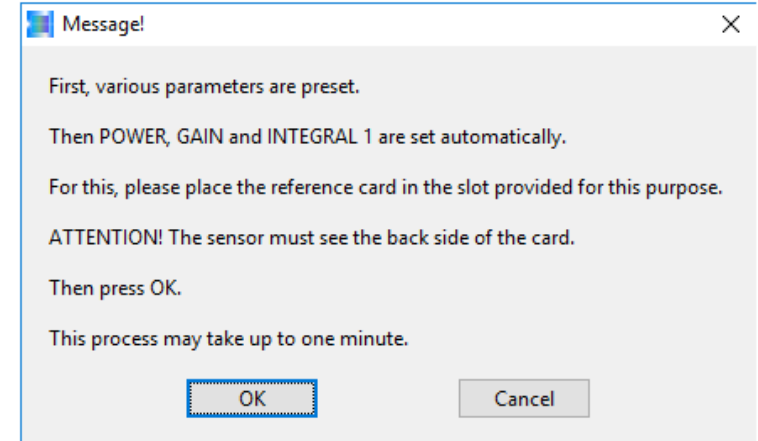 Message!
First, various parameters are preset.
Then POWER, GAIN and INTEGRAL 1 are set automatically.
For this, please place the reference card in the slot provided for this purpose.
ATTENTION! The sensor must see the back side of the card.
Then press OK.
This process may take up to one minute.
OK
Cancel